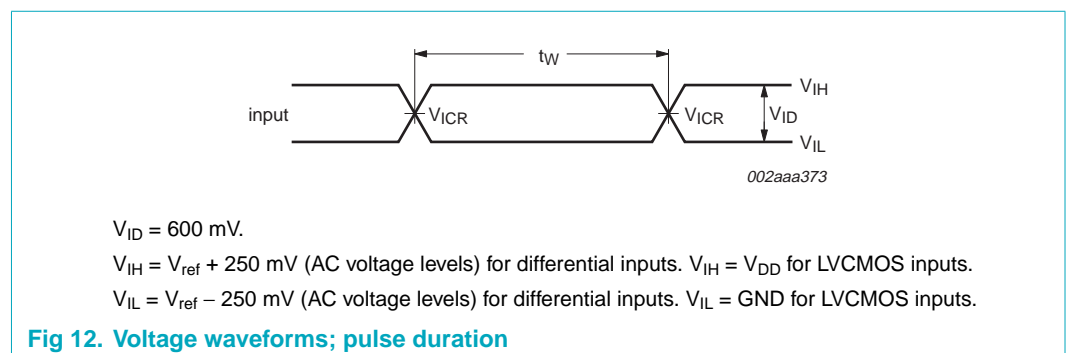 tW
VIH
input
VICR
VICR
VID
VIL
002aaa373
VID = 600 mV.
VIH = Vref + 250 mV (AC voltage levels) for differential inputs. VIH = VDD for LVCMOS inputs.
VIL = Vref − 250 mV (AC voltage levels) for differential inputs. VIL = GND for LVCMOS inputs.
Fig 12. Voltage waveforms; pulse duration